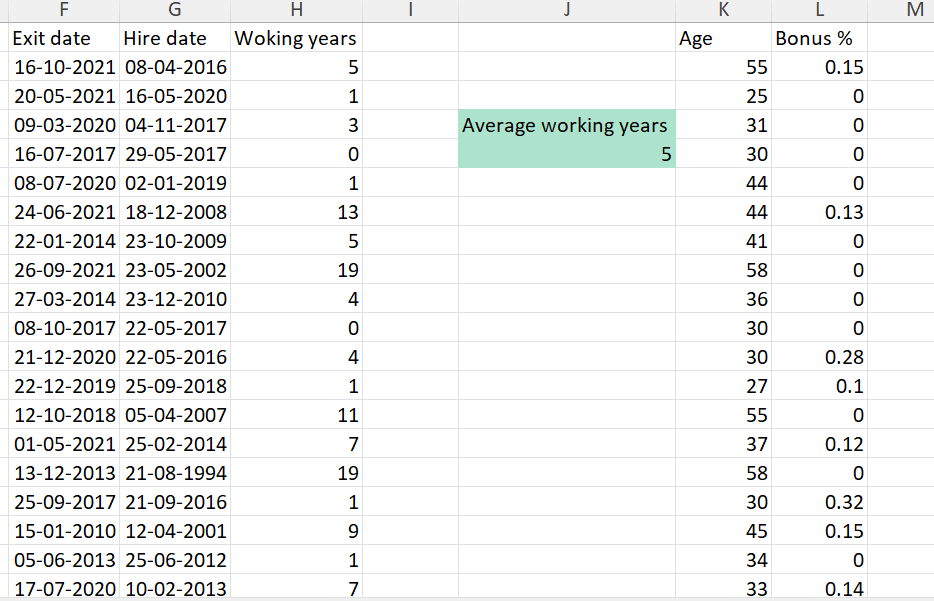 F G H I J K L M
Exit date Hire date Woking years Age Bonus %
16-10-2021 08-04-2016 5 55 0.15
20-05-2021 16-05-2020 1 25 0
09-03-2020 04-11-2017 3 Average working years 31 0
16-07-2017 29-05-2017 0 5 30 0
08-07-2020 02-01-2019 1 44 0
24-06-2021 18-12-2008 13 44 0.13
22-01-2014 23-10-2009 5 41 0
26-09-2021 23-05-2002 19 58 0
27-03-2014 23-12-2010 4 36 0
08-10-2017 22-05-2017 0 30 0
21-12-2020 22-05-2016 4 30 0.28
22-12-2019 25-09-2018 1 27 0.1
12-10-2018 05-04-2007 11 55 0
01-05-2021 25-02-2014 7 37 0.12
13-12-2013 21-08-1994 19 58 0
25-09-2017 21-09-2016 1 30 0.32
15-01-2010 12-04-2001 9 45 0.15
05-06-2013 25-06-2012 1 34 0
17-07-2020 10-02-2013 7 33 0.14